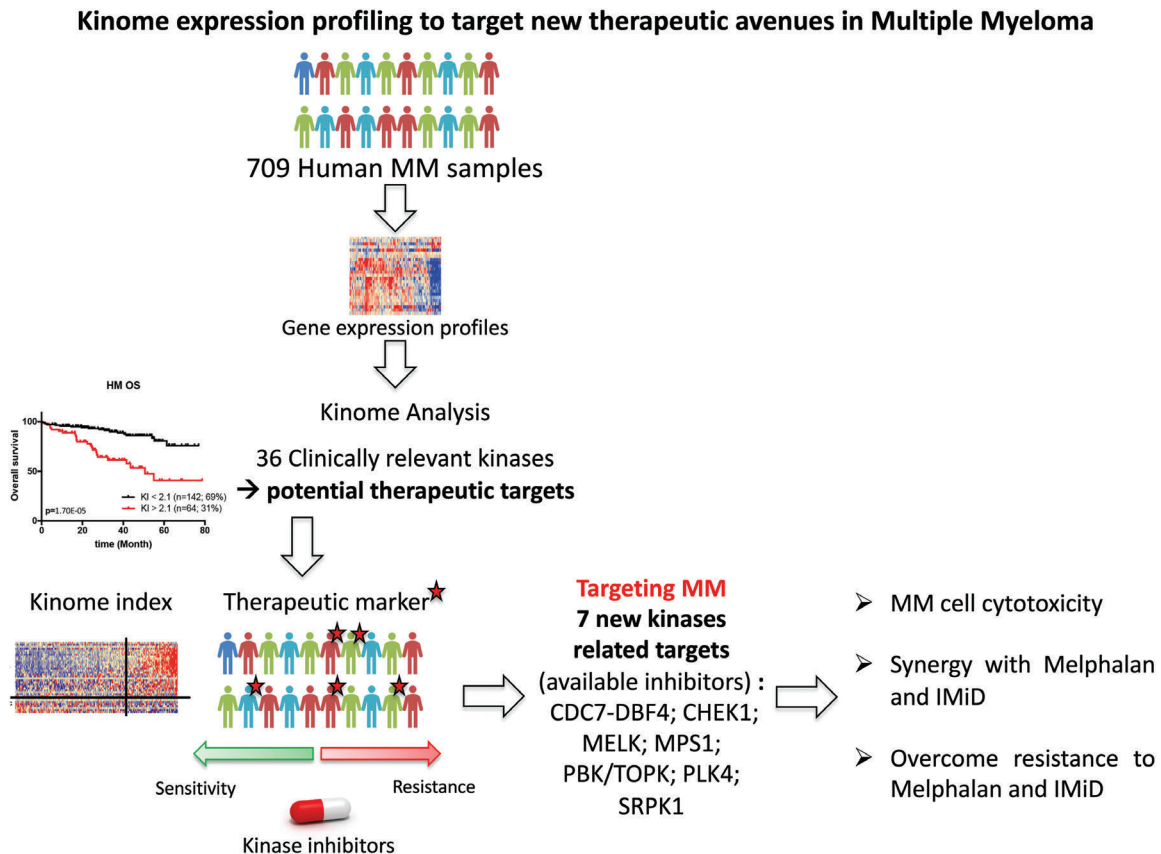 Kinome expression profiling to target new therapeutic avenues in Multiple Myeloma
709 Human MM samples
Gene expression profiles
Kinome Analysis
36 Clinically relevant kinases
→ potential therapeutic targets
HM OS
Overall survival
100
50
0
0 20 40 60 80
time (Month)
KI < 2.1 (n=142; 69%)
KI > 2.1 (n=64; 31%)
p=1.70E-05
Kinome index
Therapeutic marker
Sensitivity
Resistance
Kinase inhibitors
Targeting MM
7 new kinases
related targets
(available inhibitors) :
CDC7-DBF4; CHEK1;
MELK; MPS1;
PBK/TOPK; PLK4;
SRPK1
➢ MM cell cytotoxicity
➢ Synergy with Melphalan
and IMiD
➢ Overcome resistance to
Melphalan and IMiD